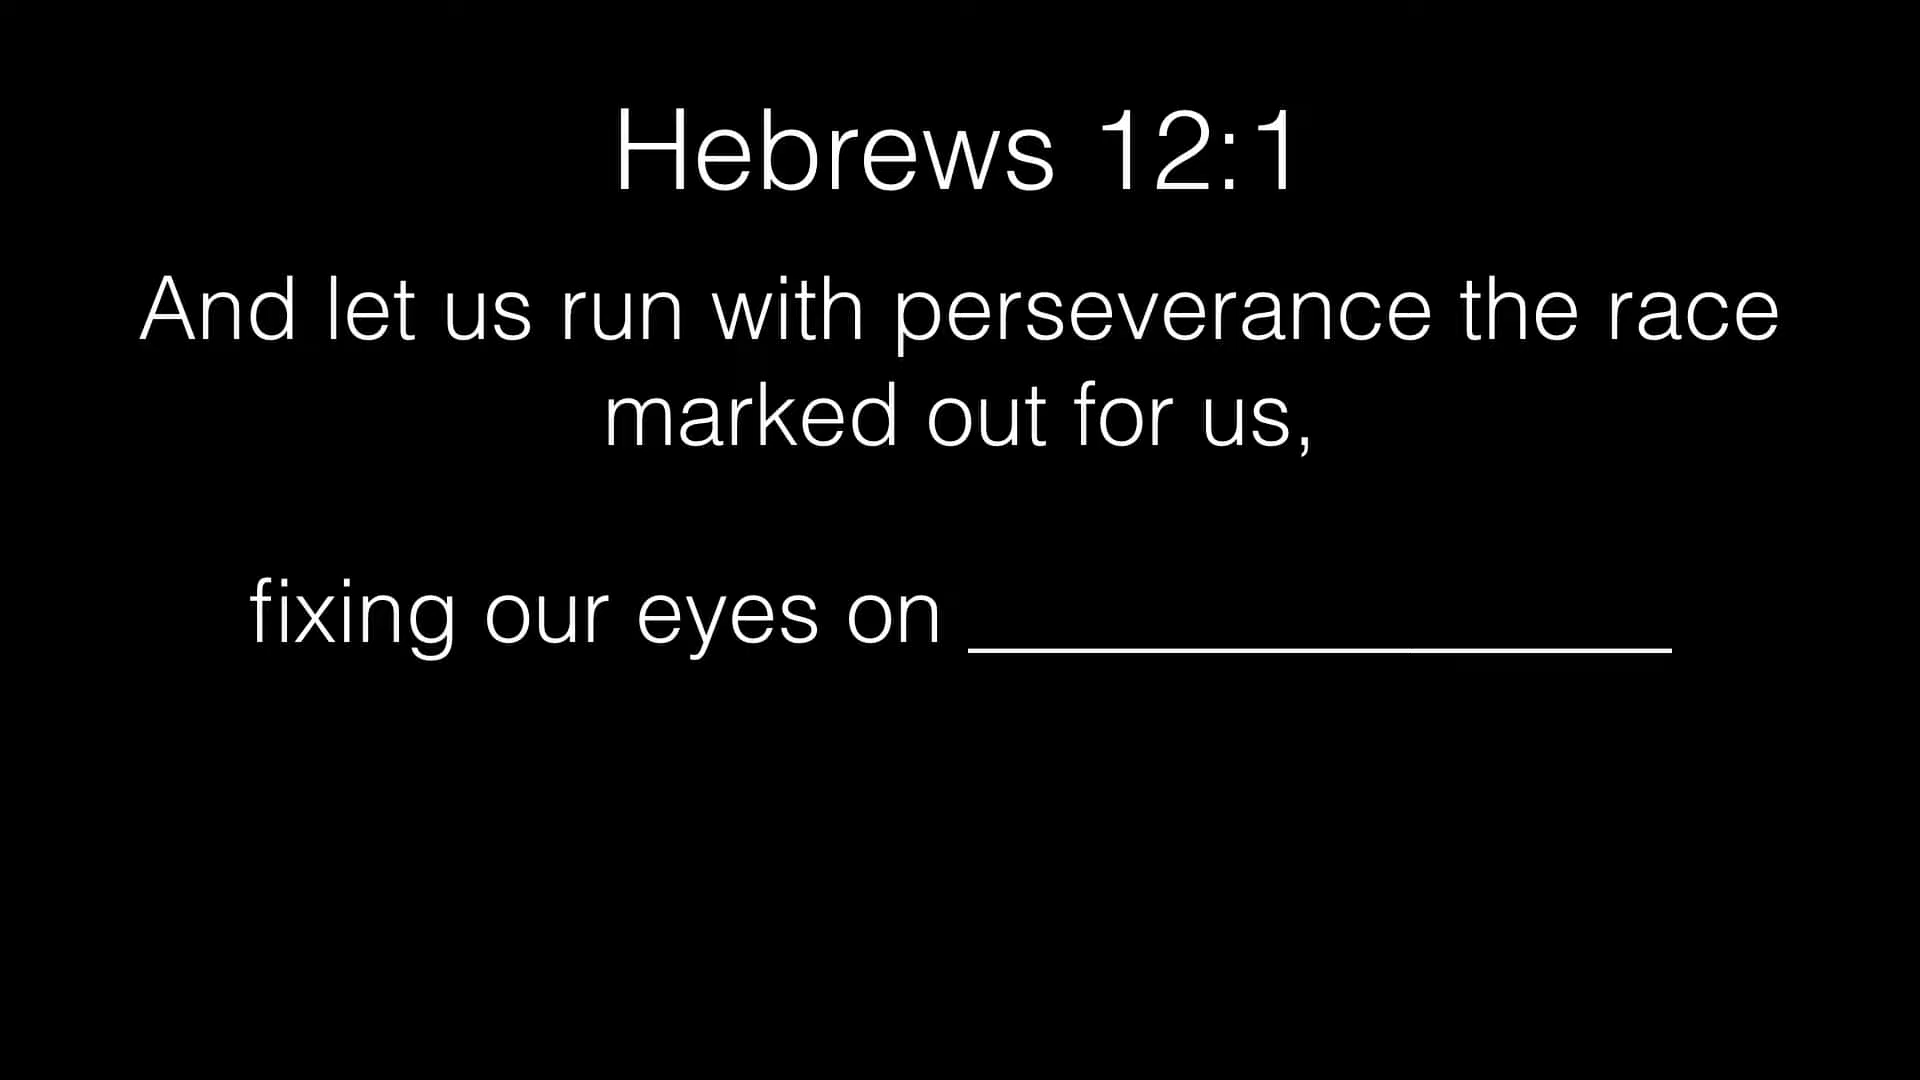 Hebrews 12:1
And let us run with perseverance the race
marked out for us,
fixing our eyes on ________________